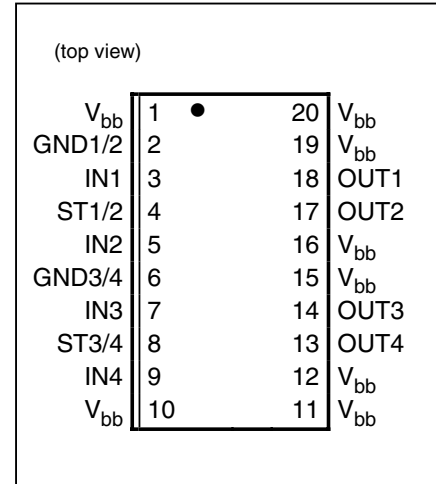 (top view)
Vbb 1 20 Vbb
GND1/2 2 19 Vbb
IN1 3 18 OUT1
ST1/2 4 17 OUT2
IN2 5 16 Vbb
GND3/4 6 15 Vbb
IN3 7 14 OUT3
ST3/4 8 13 OUT4
IN4 9 12 Vbb
Vbb 10 11 Vbb